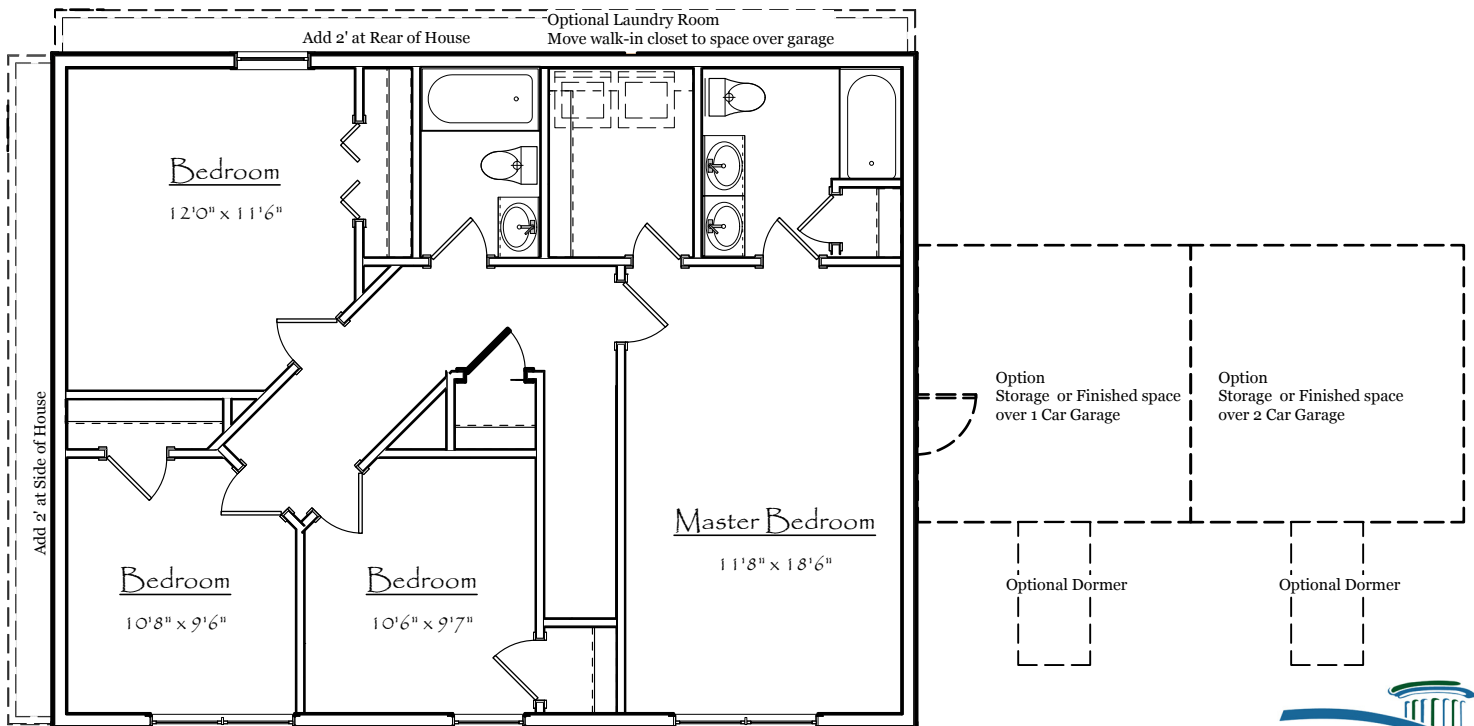 Optional Laundry Room
Add 2' at Rear of House
Move walk-in closet to space over garage
Bedroom
12'0" x 11'6"
Add 2' at Side of House
Option
Storage or Finished space
over 1 Car Garage
Option
Storage or Finished space
over 2 Car Garage
Master Bedroom
11'8" x 18'6"
Bedroom
10'8" x 9'6"
Bedroom
10'6" x 9'7"
Optional Dormer
Optional Dormer